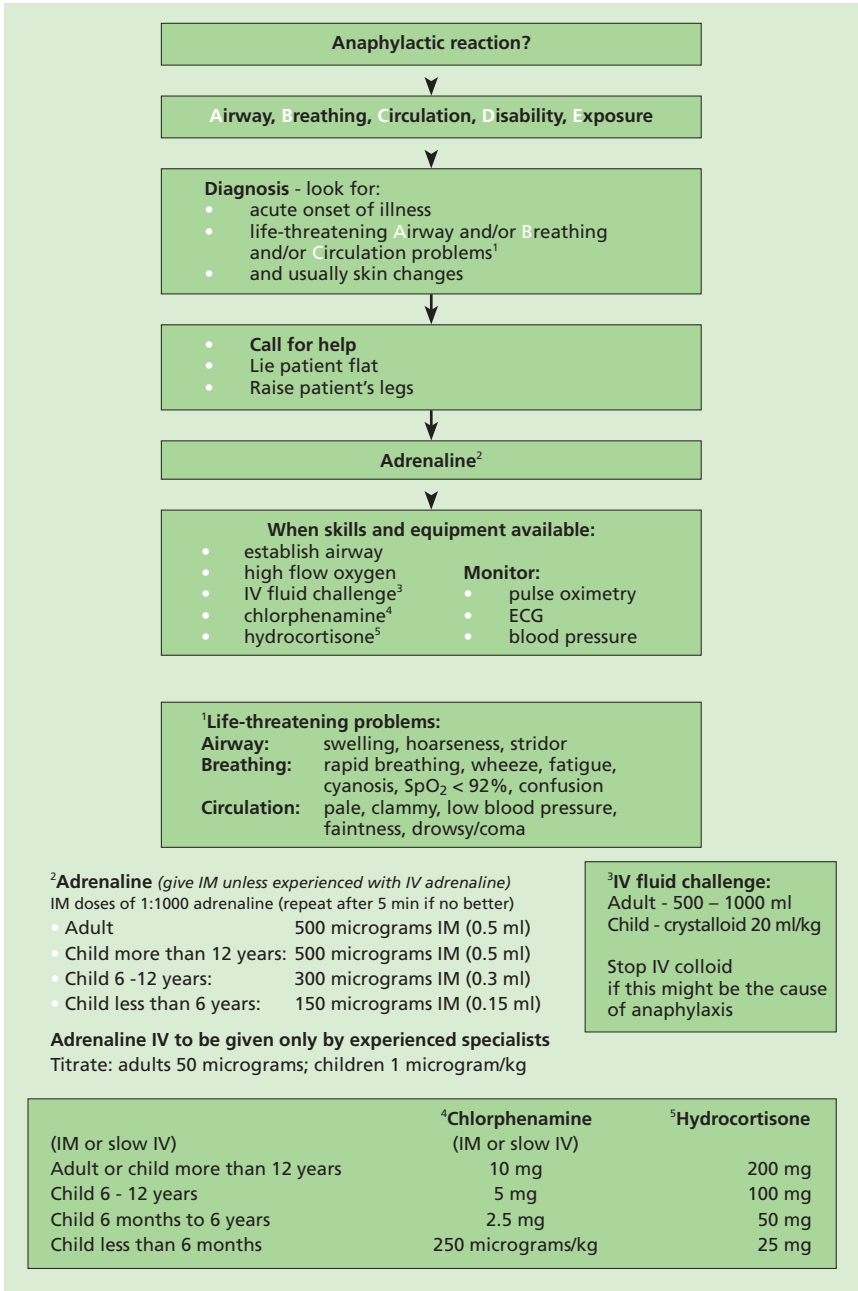 Anaphylactic reaction?
Airway, Breathing, Circulation, Disability, Exposure
Diagnosis - look for:
• acute onset of illness
• life-threatening Airway and/or Breathing
and/or Circulation problems¹
• and usually skin changes
• Call for help
• Lie patient flat
• Raise patient's legs
Adrenaline²
When skills and equipment available:
• establish airway
• high flow oxygen
• IV fluid challenge³
• chlorphenamine⁴
• hydrocortisone⁵
Monitor:
• pulse oximetry
• ECG
• blood pressure
¹Life-threatening problems:
Airway: swelling, hoarseness, stridor
Breathing: rapid breathing, wheeze, fatigue,
cyanosis, SpO₂ < 92%, confusion
Circulation: pale, clammy, low blood pressure,
faintness, drowsy/coma
²Adrenaline (give IM unless experienced with IV adrenaline)
IM doses of 1:1000 adrenaline (repeat after 5 min if no better)
• Adult 500 micrograms IM (0.5 ml)
• Child more than 12 years: 500 micrograms IM (0.5 ml)
• Child 6 -12 years: 300 micrograms IM (0.3 ml)
• Child less than 6 years: 150 micrograms IM (0.15 ml)
Adrenaline IV to be given only by experienced specialists
Titrate: adults 50 micrograms; children 1 microgram/kg
³IV fluid challenge:
Adult - 500 – 1000 ml
Child - crystalloid 20 ml/kg
Stop IV colloid
if this might be the cause
of anaphylaxis
⁴Chlorphenamine ⁵Hydrocortisone
(IM or slow IV) (IM or slow IV)
Adult or child more than 12 years 10 mg 200 mg
Child 6 - 12 years 5 mg 100 mg
Child 6 months to 6 years 2.5 mg 50 mg
Child less than 6 months 250 micrograms/kg 25 mg